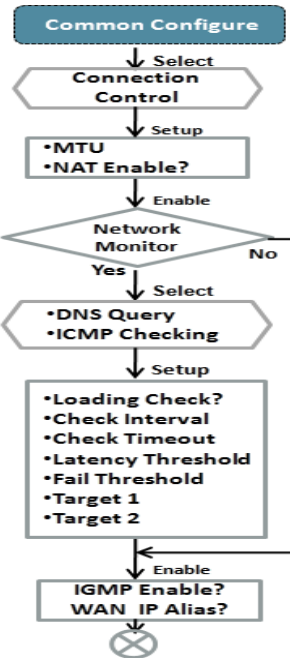 Common Configure
Select
Connection
Control
Setup
•MTU
•NAT Enable?
Enable
Network
Monitor
No
Yes
Select
•DNS Query
•ICMP Checking
Setup
•Loading Check?
•Check Interval
•Check Timeout
•Latency Threshold
•Fail Threshold
•Target 1
•Target 2
Enable
IGMP Enable?
WAN IP Alias?